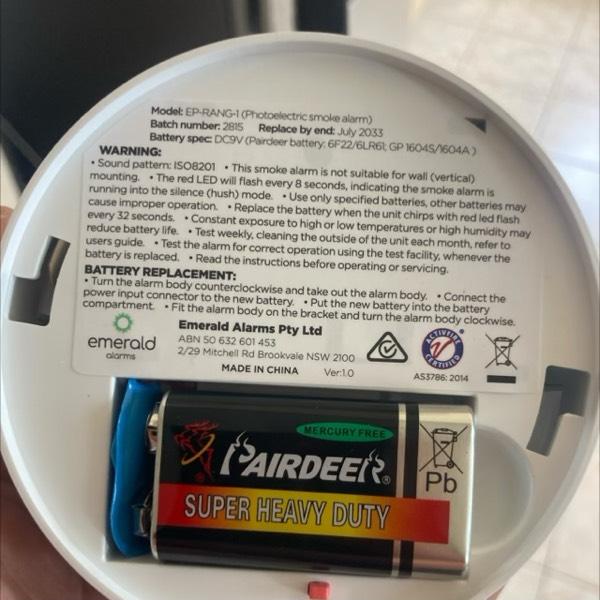 Model: EP-RANG-1 (Photoelectric smoke alarm)
Batch number: 2815 Replace by end: July 2033
Battery spec: DC9V (Pairdeer battery: 6F22/6LR61; GP 1604S/1604A)
WARNING:
• Sound pattern: ISO8201 • This smoke alarm is not suitable for wall (vertical)
mounting. • The red LED will flash every 8 seconds, indicating the smoke alarm is
running into the silence (hush) mode. • Use only specified batteries, other batteries may
cause improper operation. • Replace the battery when the unit chirps with red led flash
every 32 seconds. • Constant exposure to high or low temperatures or high humidity may
reduce battery life. • Test weekly, cleaning the outside of the unit each month, refer to
users guide. • Test the alarm for correct operation using the test facility, whenever the
battery is replaced. • Read the instructions before operating or servicing.
BATTERY REPLACEMENT:
• Turn the alarm body counterclockwise and take out the alarm body. • Connect the
power input connector to the new battery. • Put the new battery into the battery
compartment. • Fit the alarm body on the bracket and turn the alarm body clockwise.
emerald
alarms
Emerald Alarms Pty Ltd
ABN 50 632 601 453
2/29 Mitchell Rd Brookvale NSW 2100
MADE IN CHINA Ver:1.0
ACTIVFIRE
CERTIFIED
AS3786: 2014
MERCURY FREE
PAIRDEER®
SUPER HEAVY DUTY
Pb